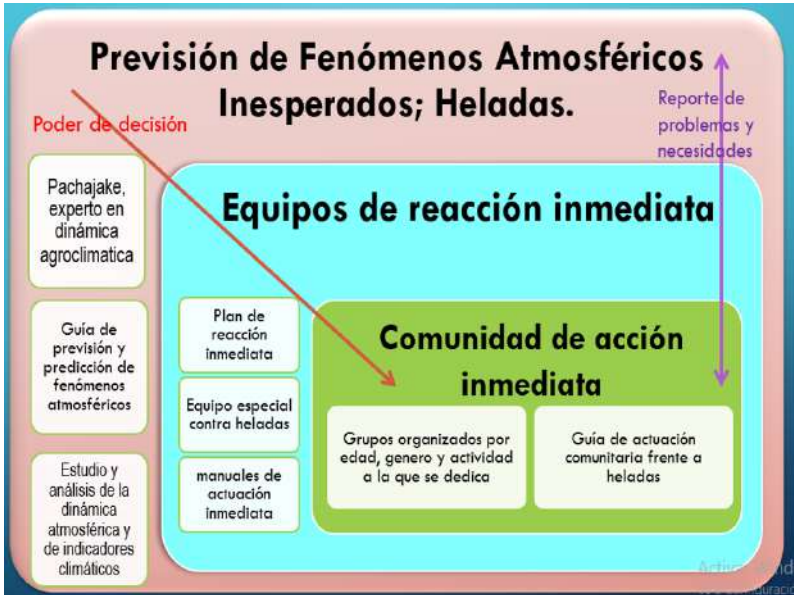 Previsión de Fenómenos Atmosféricos
Inesperados; Heladas.
Poder de decisión
Reporte de
problemas y
necesidades
Pachajake,
experto en
dinámica
agroclimatica
Guía de
previsión y
predicción de
fenómenos
atmosféricos
Estudio y
análisis de la
dinámica
atmosférica y
de indicadores
climáticos
Equipos de reacción inmediata
Plan de
reacción
inmediata
Equipo especial
contra heladas
manuales de
actuación
inmediata
Comunidad de acción
inmediata
Grupos organizados por
edad, genero y actividad
a la que se dedica
Guía de actuación
comunitaria frente a
heladas